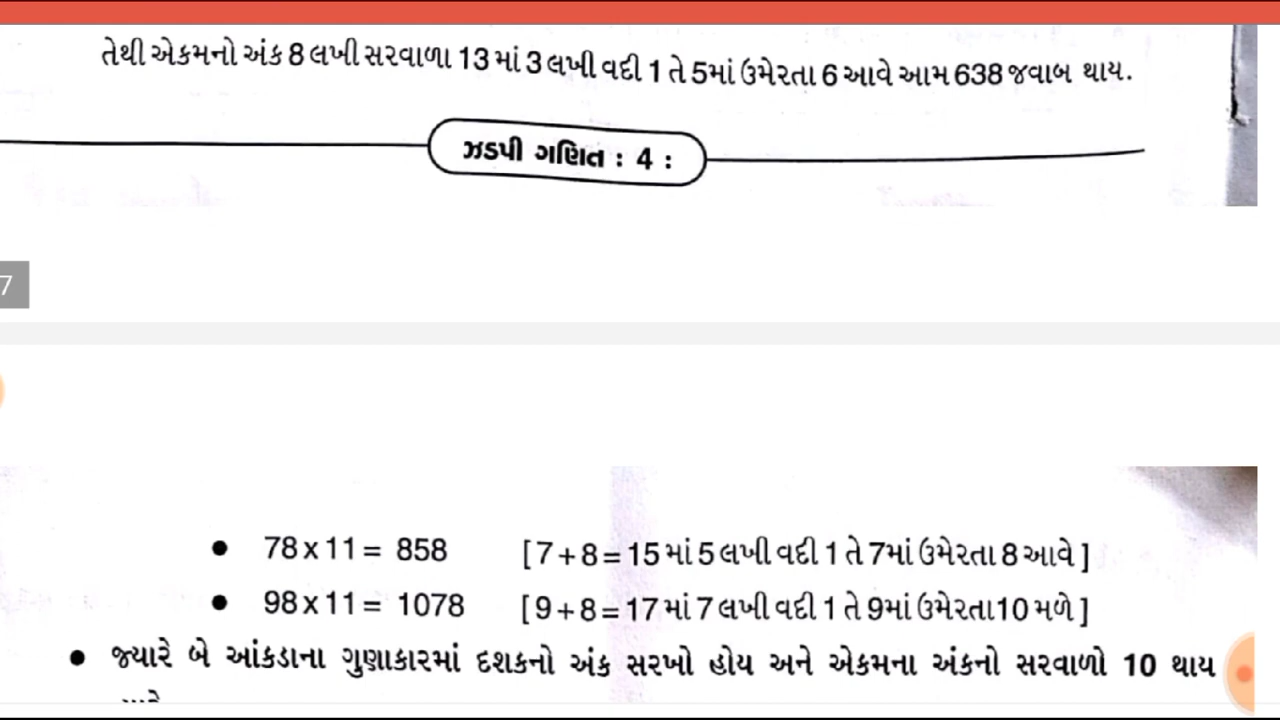 તેથી એકમનો અંક 8 લખી સરવાળા 13 માં 3 લખી વદી 1 તે 5માં ઉમેરતા 6 આવે આમ 638 જવાબ થાય.
ઝડપી ગણિત : 4 :
7
• 78 x 11 = 858 [ 7 + 8 = 15 માં 5 લખી વદી 1 તે 7માં ઉમેરતા 8 આવે ]
• 98 x 11 = 1078 [ 9 + 8 = 17 માં 7 લખી વદી 1 તે 9માં ઉમેરતા 10 મળે ]
• જ્યારે બે આંકડાના ગુણાકારમાં દશકનો અંક સરખો હોય અને એકમના અંકનો સરવાળો 10 થાય